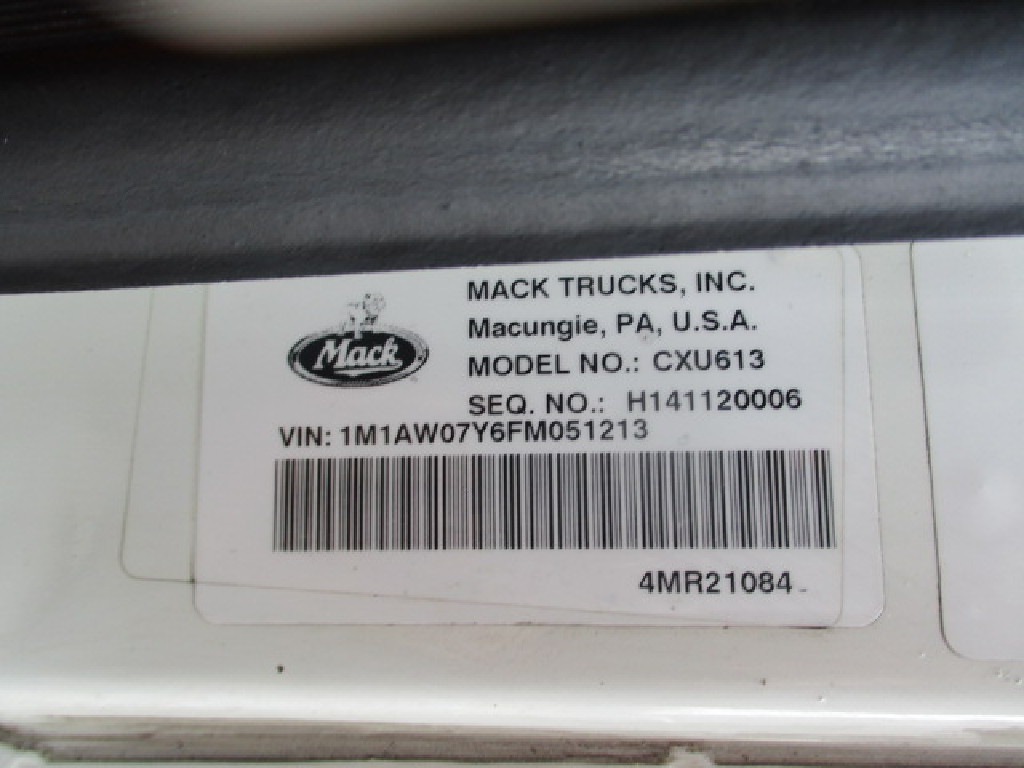 Mack
MACK TRUCKS, INC.
Macungie, PA, U.S.A.
MODEL NO.: CXU613
SEQ. NO.: H141120006
VIN: 1M1AW07Y6FM051213
4MR21084